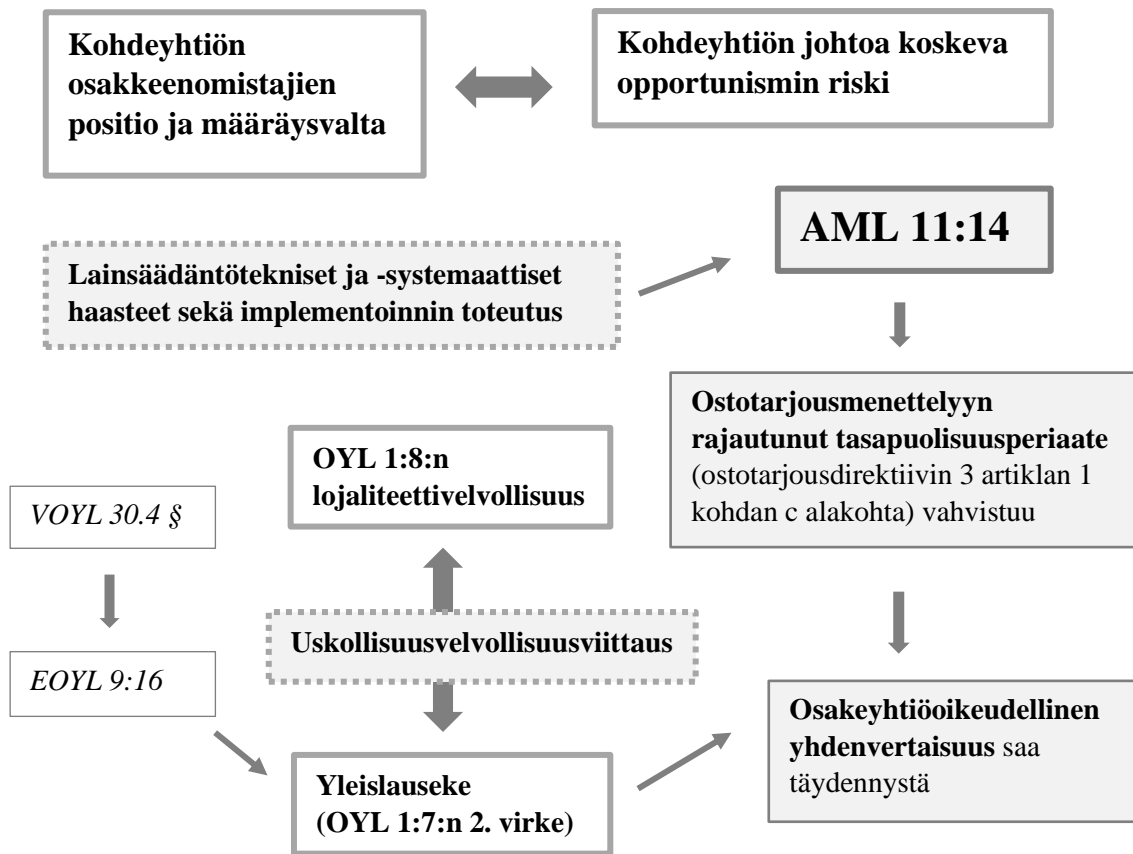 Kohdeyhtiön
osakkeenomistajien
positio ja määräysvalta
Kohdeyhtiön johtoa koskeva
opportunismin riski
AML 11:14
Lainsäädäntötekniset ja -systemaattiset
haasteet sekä implementoinnin toteutus
Ostotarjousmenettelyyn
rajautunut tasapuolisuusperiaate
(ostotarjousdirektiivin 3 artiklan 1
kohdan c alakohta) vahvistuu
OYL 1:8:n
lojaliteettivelvollisuus
VOYL 30.4 §
Uskollisuusvelvollisuusviittaus
EOYL 9:16
Osakeyhtiöoikeudellinen
yhdenvertaisuus saa
täydennystä
Yleislauseke
(OYL 1:7:n 2. virke)